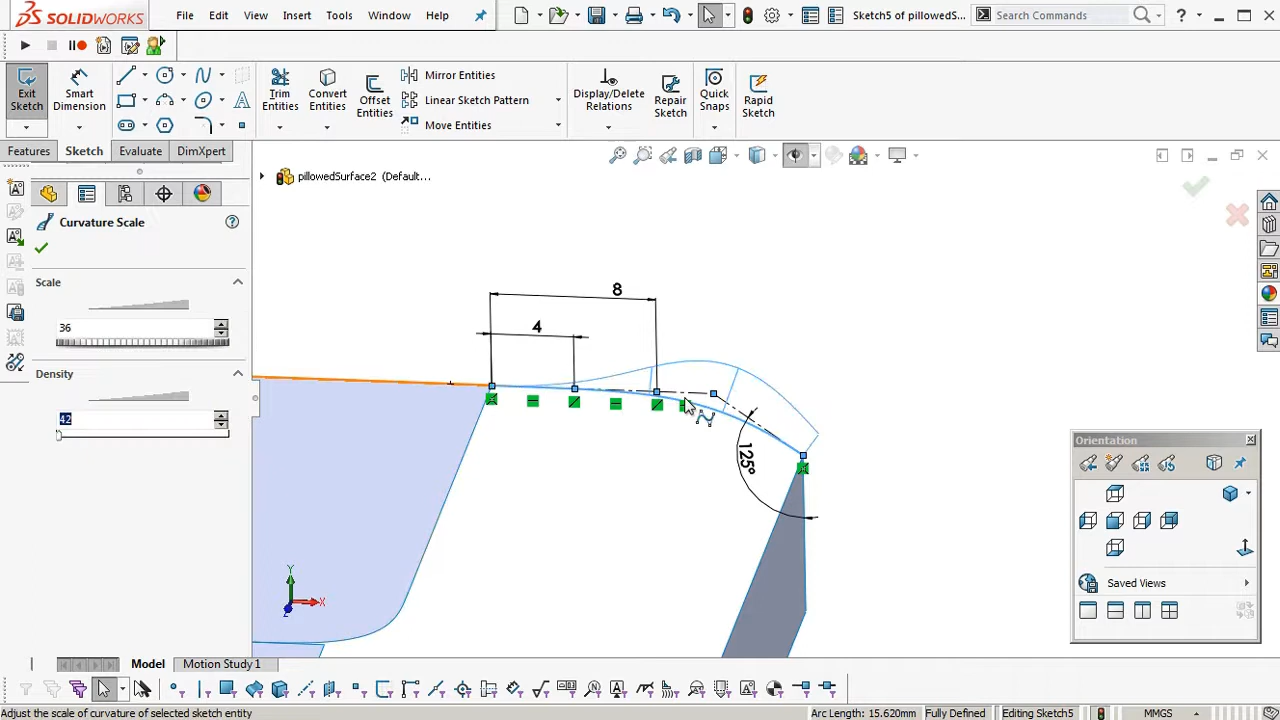 SOLIDWORKS File Edit View Insert Tools Window Help Sketch5 of pillowedS... Search Commands ?
Exit Sketch
Smart Dimension
Trim Entities
Convert Entities
Offset Entities
Mirror Entities
Linear Sketch Pattern
Move Entities
Display/Delete Relations
Repair Sketch
Quick Snaps
Rapid Sketch
Features Sketch Evaluate DimXpert
pillowedSurface2 (Default...
Curvature Scale
Scale
36
Density
42
8
4
125°
Y
X
Z
Orientation
Saved Views
Model Motion Study 1
Adjust the scale of curvature of selected sketch entity Arc Length: 15.620mm Fully Defined Editing Sketch5 MMGS